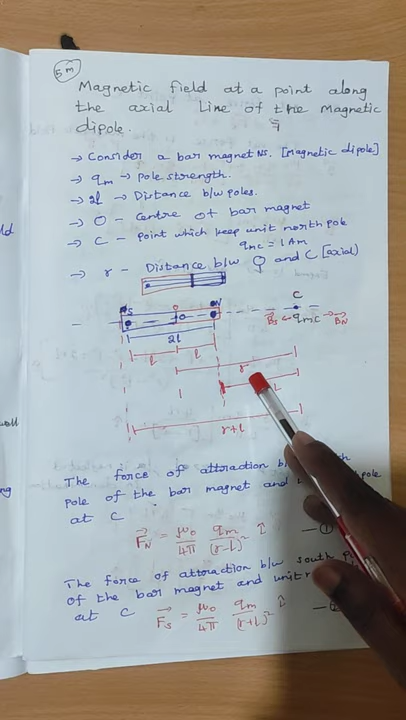 5m
Magnetic field at a point along
the axial Line of the Magnetic
dipole.
→ Consider a bar magnet NS. [Magnetic dipole]
→ qm → Pole strength.
→ 2l → Distance b/w poles.
→ O - Centre of bar magnet
→ C - point which keep unit north pole
qmc = 1 Am
→ r - Distance b/w O and C [axial]
S O N C
B⃗s ← qmc → B⃗N
2l
l l
r
r+l
The force of attraction
pole of the bar magnet and
at C
F⃗N = μ0/4π qm/(r-l)² î — ①
The force of attraction b/w south
of the bar magnet and unit
at C F⃗s = μ0/4π qm/(r+l)² î